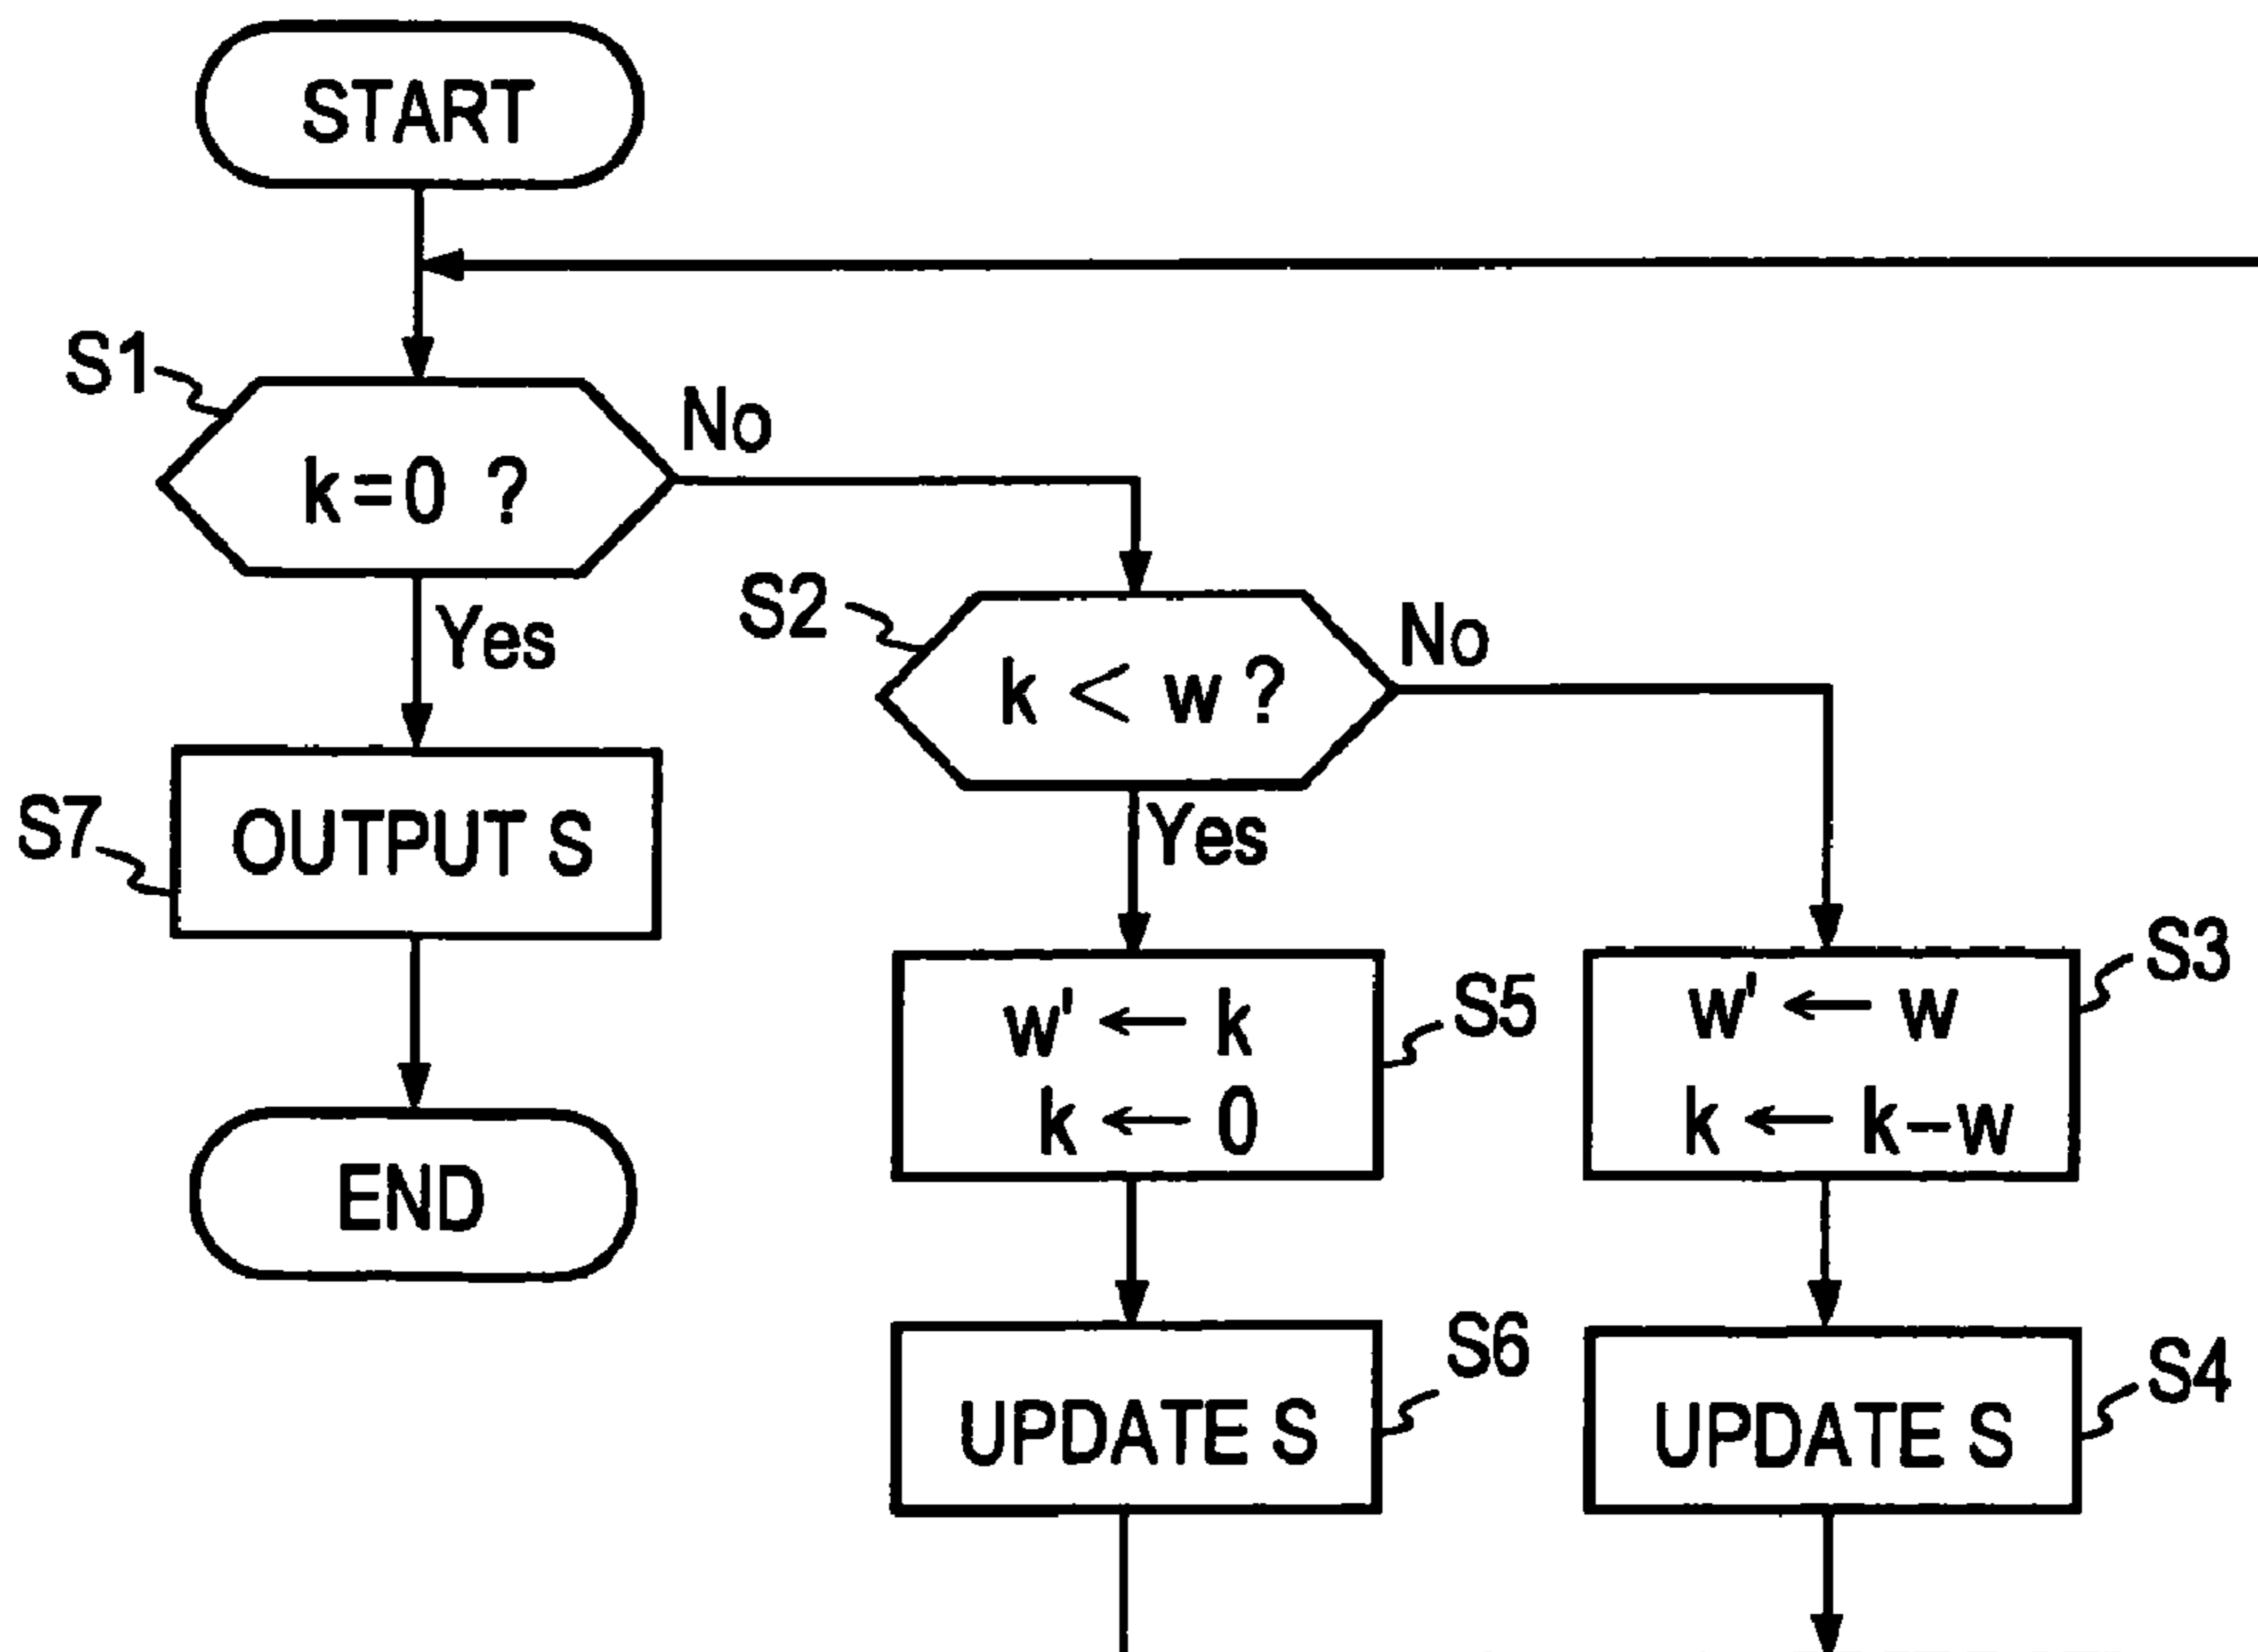 START
S1
k=0 ?
No
Yes
S2
k < w ?
No
Yes
S7
OUTPUT S
END
w' ← k
k ← 0
S5
w' ← w
k ← k-w
S3
UPDATE S
S6
UPDATE S
S4